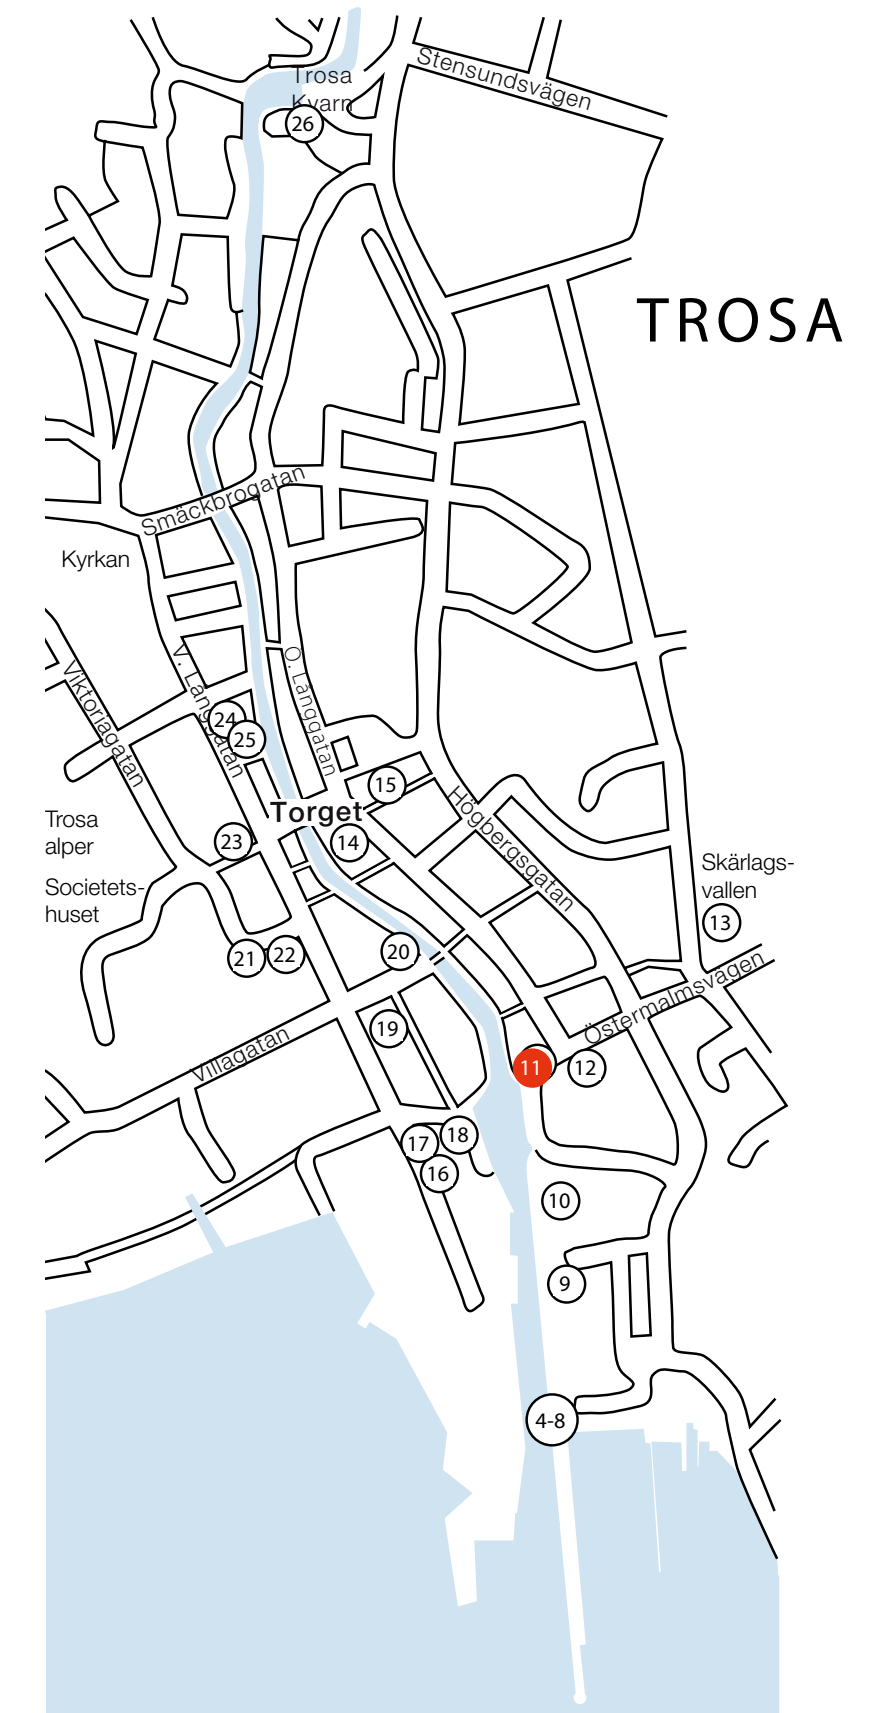 Stensundsvägen
Trosa
Kvarn
26
TROSA
Smäckbrogatan
Kyrkan
Viktoriagatan
V. Långgatan
Ö. Långgatan
24
25
15
Högbergsgatan
Torget
Trosa
alper
23
14
Societets-
huset
Skärlags-
vallen
13
21
22
20
Östermalmsvägen
19
Villagatan
11
12
17
18
16
10
9
4-8